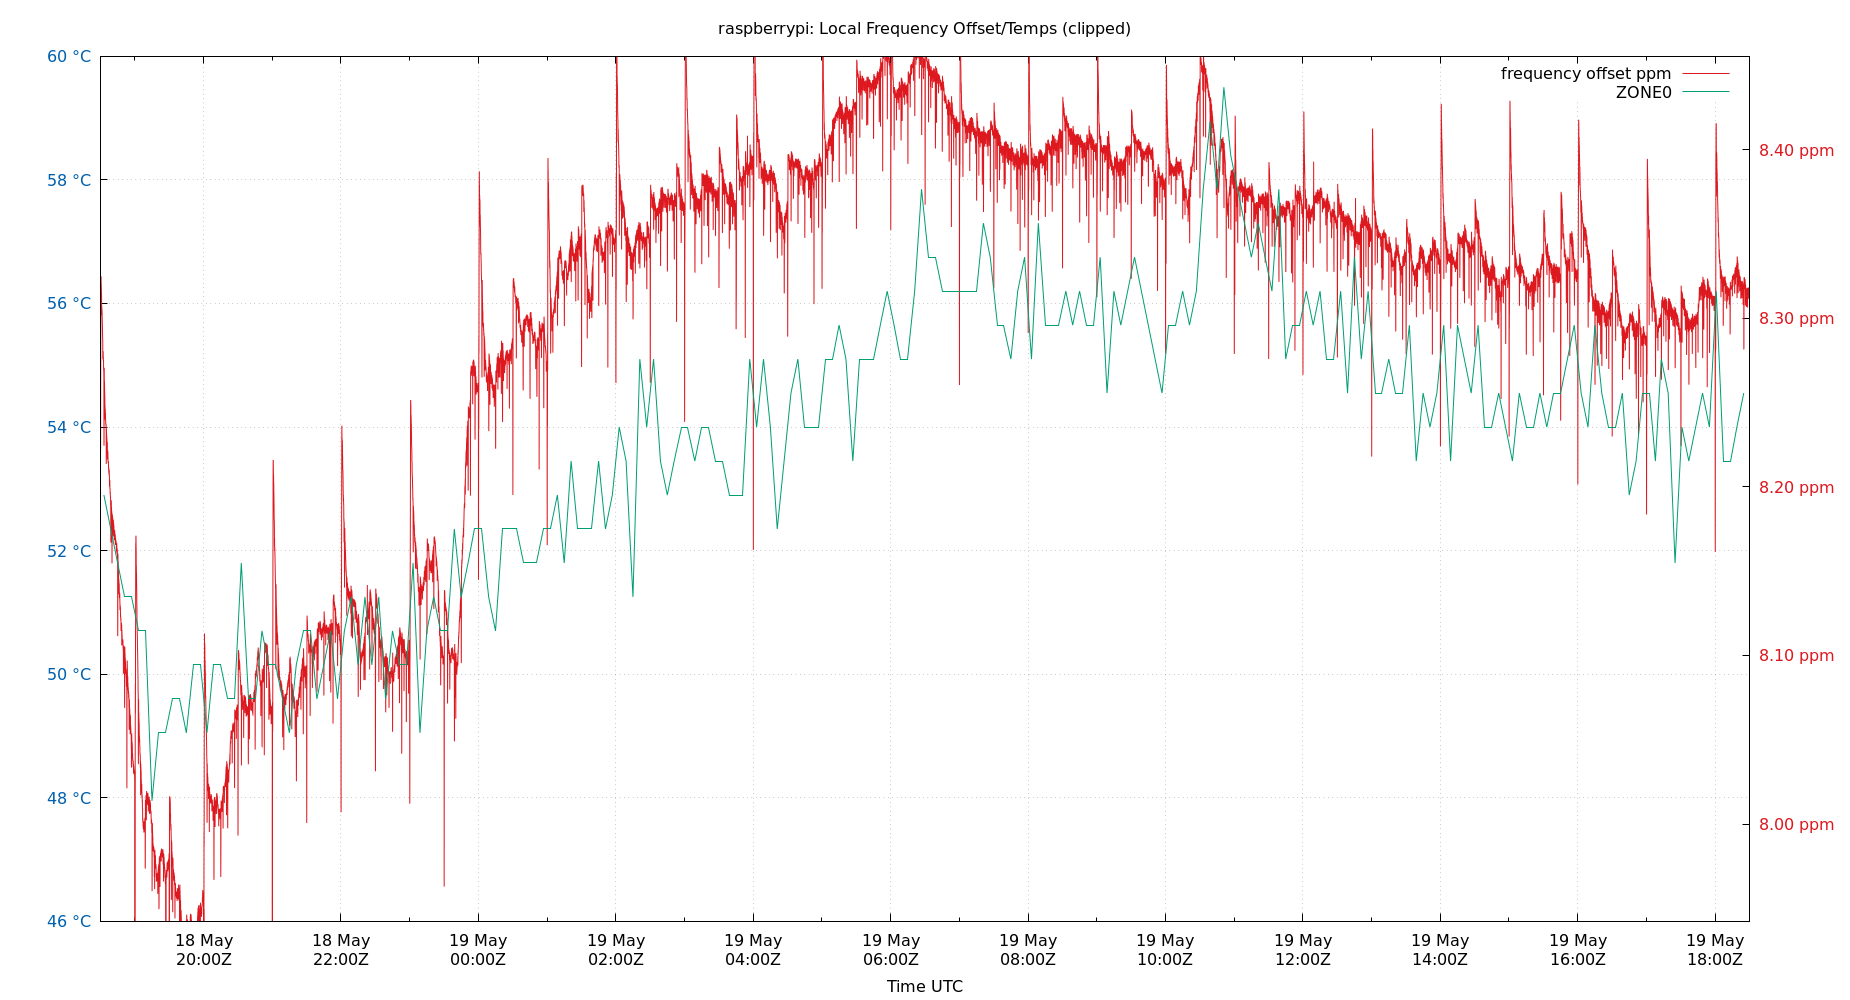 raspberrypi: Local Frequency Offset/Temps (clipped)
frequency offset ppm
ZONE0
60 °C
58 °C
56 °C
54 °C
52 °C
50 °C
48 °C
46 °C
8.40 ppm
8.30 ppm
8.20 ppm
8.10 ppm
8.00 ppm
18 May 18 May 19 May 19 May 19 May 19 May 19 May 19 May 19 May 19 May 19 May 19 May
20:00Z 22:00Z 00:00Z 02:00Z 04:00Z 06:00Z 08:00Z 10:00Z 12:00Z 14:00Z 16:00Z 18:00Z
Time UTC